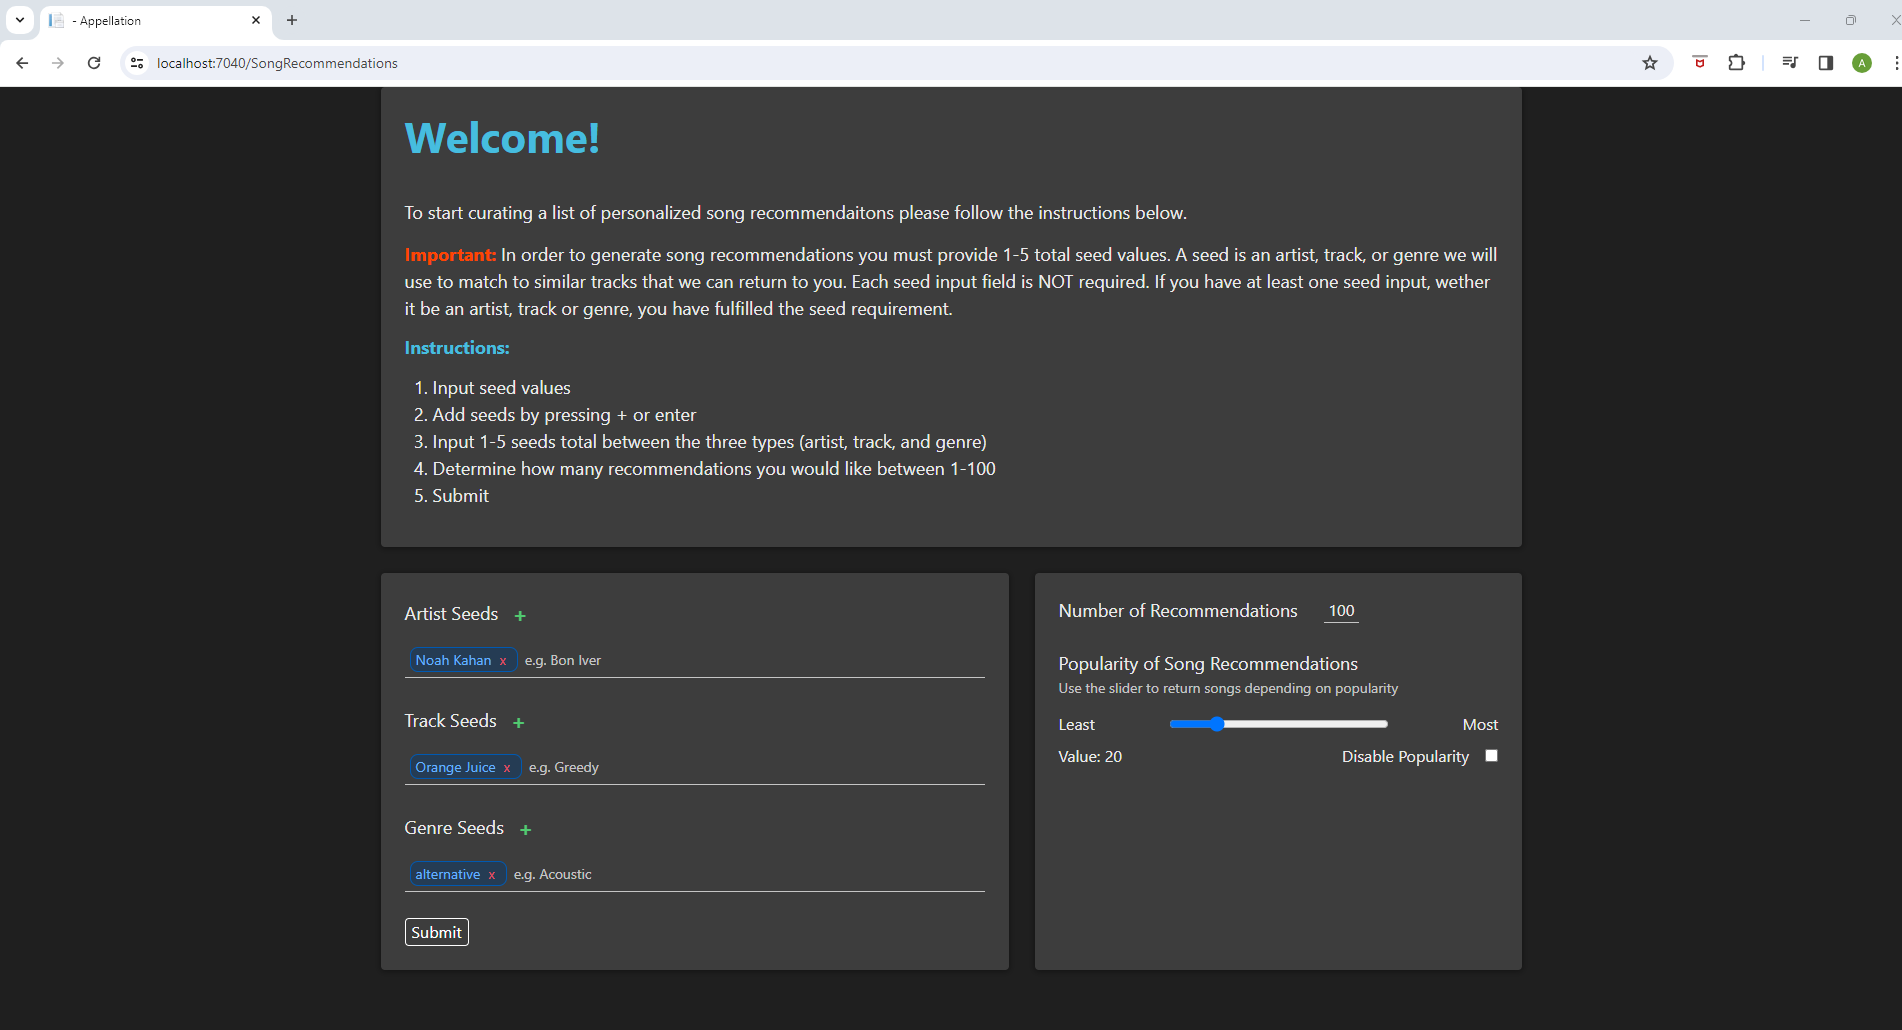 - Appellation
localhost:7040/SongRecommendations
A
Welcome!
To start curating a list of personalized song recommendaitons please follow the instructions below.
Important: In order to generate song recommendations you must provide 1-5 total seed values. A seed is an artist, track, or genre we will
use to match to similar tracks that we can return to you. Each seed input field is NOT required. If you have at least one seed input, wether
it be an artist, track or genre, you have fulfilled the seed requirement.
Instructions:
1. Input seed values
2. Add seeds by pressing + or enter
3. Input 1-5 seeds total between the three types (artist, track, and genre)
4. Determine how many recommendations you would like between 1-100
5. Submit
Artist Seeds +
Noah Kahan x e.g. Bon Iver
Track Seeds +
Orange Juice x e.g. Greedy
Genre Seeds +
alternative x e.g. Acoustic
Submit
Number of Recommendations 100
Popularity of Song Recommendations
Use the slider to return songs depending on popularity
Least Most
Value: 20 Disable Popularity